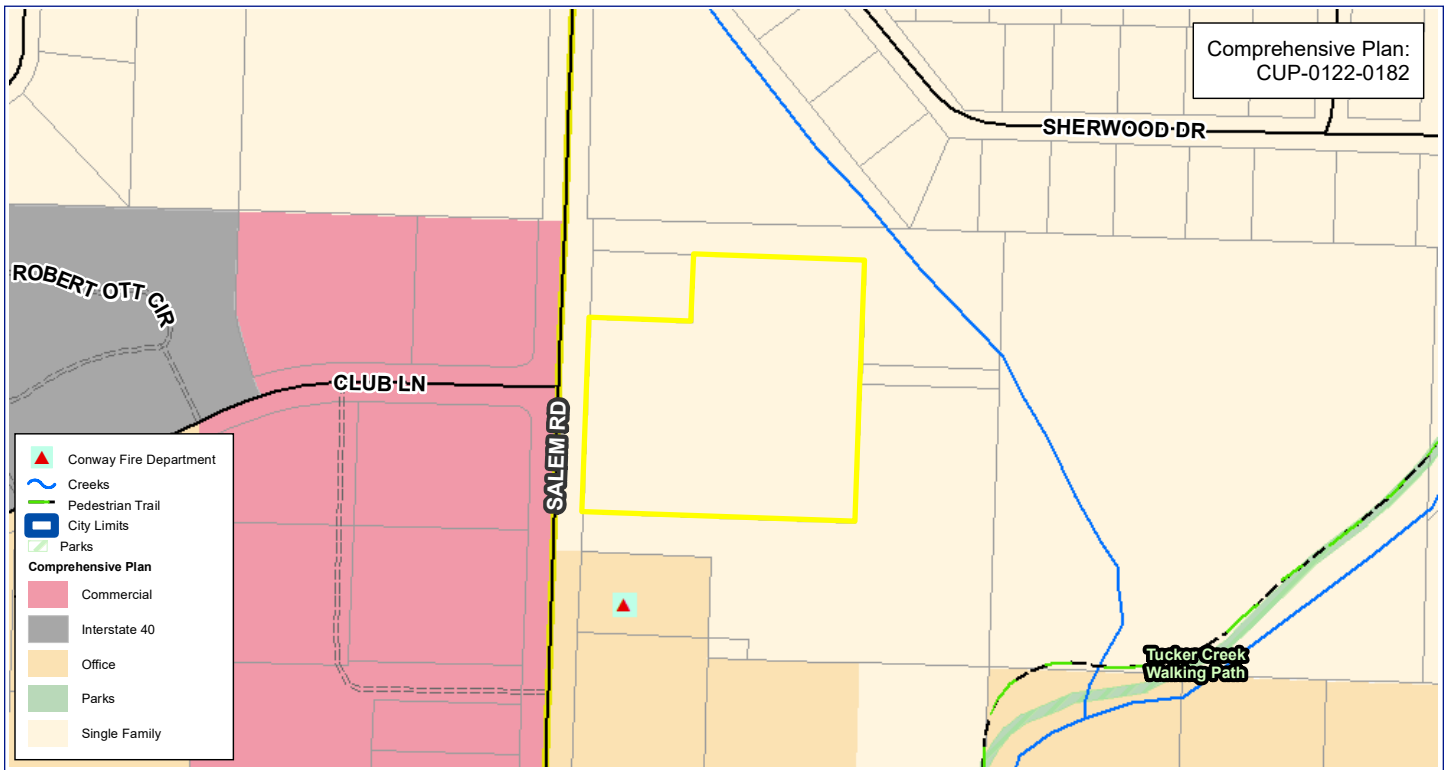 Comprehensive Plan:
CUP-0122-0182
SHERWOOD DR
ROBERT OTT CIR
CLUB LN
SALEM RD
Conway Fire Department
Creeks
Pedestrian Trail
City Limits
Parks
Comprehensive Plan
Commercial
Interstate 40
Office
Parks
Single Family
Tucker Creek
Walking Path